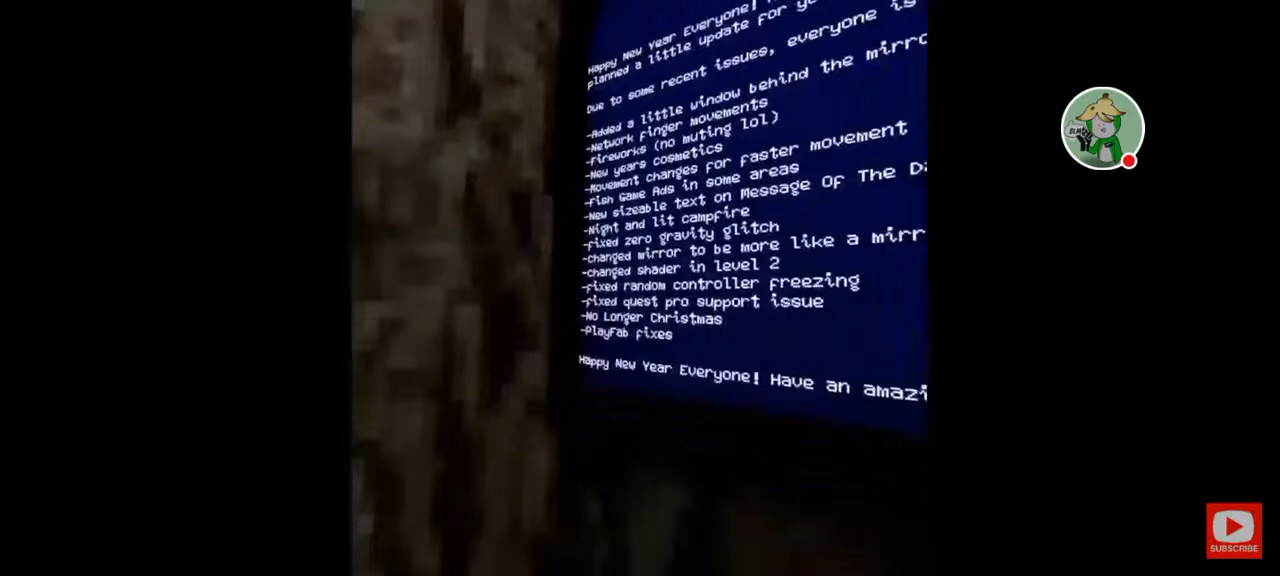 Happy New Year Everyone!
planned a little update for
Due to some recent issues, everyone is
-Added a little window behind the
-Network finger movements
-Fireworks (no muting lol)
-New years cosmetics
-Movement changes for faster movement
-Fish Game Ads in some areas
-New sizeable text on Message Of The
-Night and lit campfire
-fixed zero gravity glitch
-changed mirror to be more like a
-changed shader in level 2
-fixed random controller freezing
-fixed quest pro support issue
-No Longer Christmas
-PlayFab fixes
Happy New Year Everyone! Have an
SUBSCRIBE